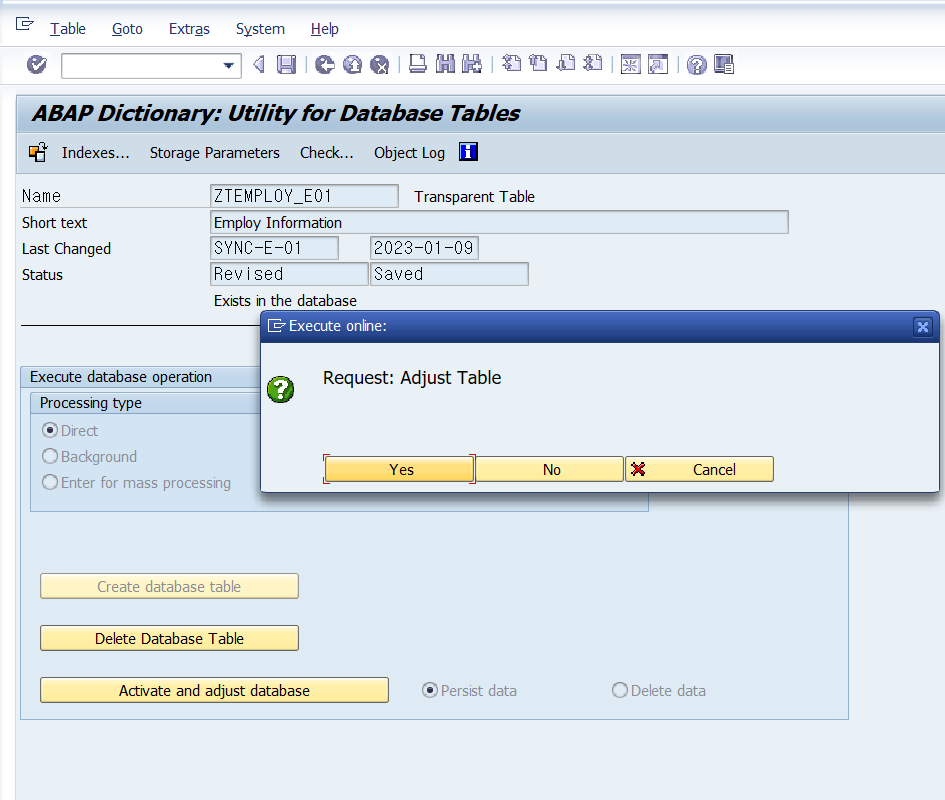 Table Goto Extras System Help
ABAP Dictionary: Utility for Database Tables
Indexes... Storage Parameters Check... Object Log
Name ZTEMPLOY_E01 Transparent Table
Short text Employ Information
Last Changed SYNC-E-01 2023-01-09
Status Revised Saved
Exists in the database
Execute online:
Request: Adjust Table
Yes No Cancel
Execute database operation
Processing type
Direct
Background
Enter for mass processing
Create database table
Delete Database Table
Activate and adjust database Persist data Delete data